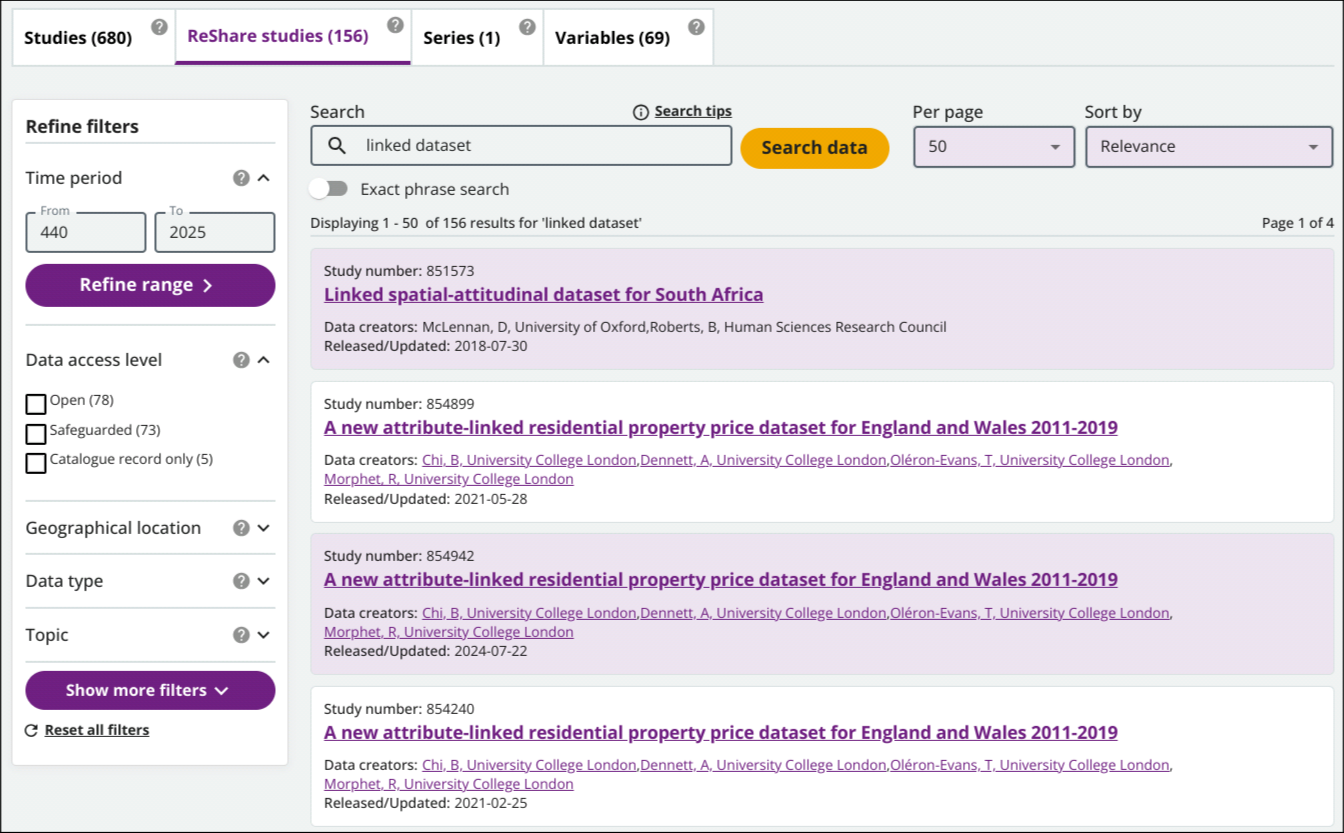 Studies (680)
ReShare studies (156)
Series (1)
Variables (69)
Refine filters
Time period
From
440
To
2025
Refine range
Data access level
Open (78)
Safeguarded (73)
Catalogue record only (5)
Geographical location
Data type
Topic
Show more filters
Reset all filters
Search
Search tips
linked dataset
Search data
Per page
50
Sort by
Relevance
Exact phrase search
Displaying 1 - 50 of 156 results for 'linked dataset'
Page 1 of 4
Study number: 851573
Linked spatial-attitudinal dataset for South Africa
Data creators: McLennan, D, University of Oxford,Roberts, B, Human Sciences Research Council
Released/Updated: 2018-07-30
Study number: 854899
A new attribute-linked residential property price dataset for England and Wales 2011-2019
Data creators: Chi, B, University College London,Dennett, A, University College London,Oléron-Evans, T, University College London,
Morphet, R, University College London
Released/Updated: 2021-05-28
Study number: 854942
A new attribute-linked residential property price dataset for England and Wales 2011-2019
Data creators: Chi, B, University College London,Dennett, A, University College London,Oléron-Evans, T, University College London,
Morphet, R, University College London
Released/Updated: 2024-07-22
Study number: 854240
A new attribute-linked residential property price dataset for England and Wales 2011-2019
Data creators: Chi, B, University College London,Dennett, A, University College London,Oléron-Evans, T, University College London,
Morphet, R, University College London
Released/Updated: 2021-02-25